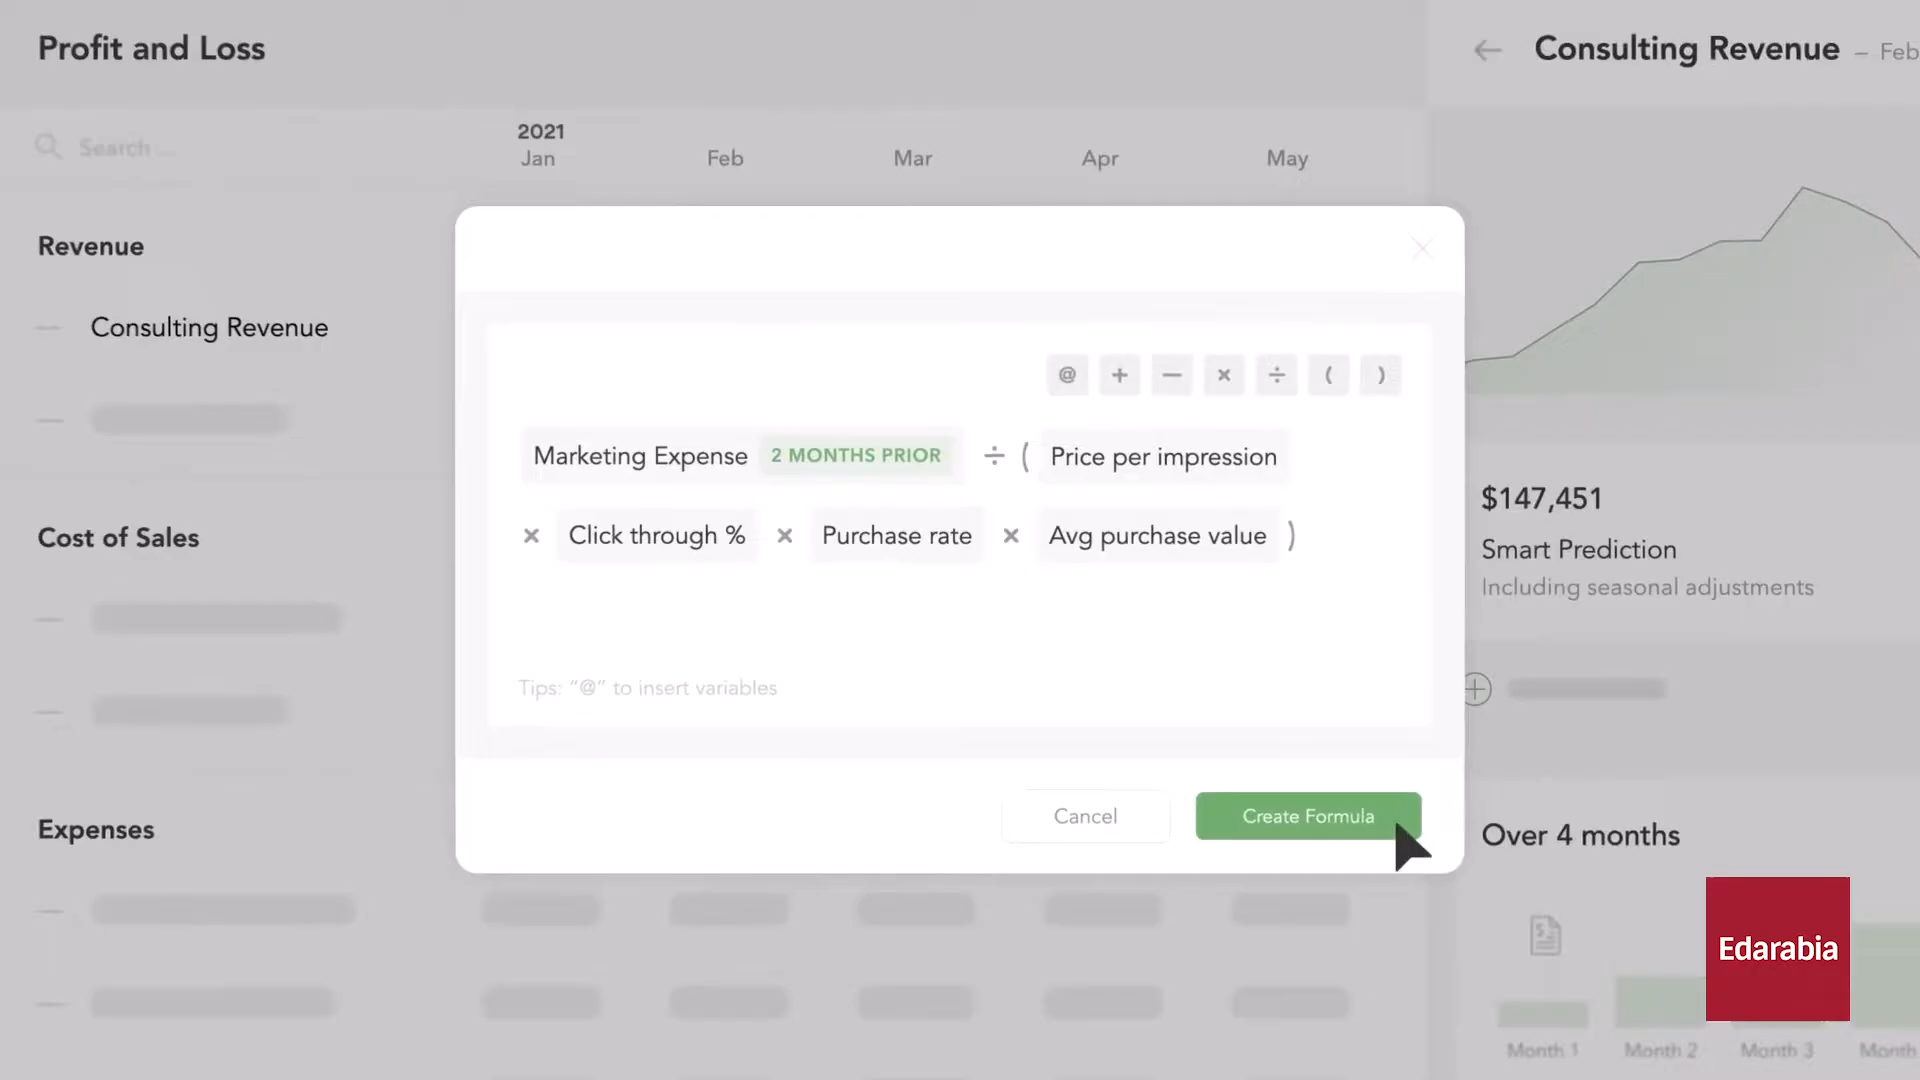 Profit and Loss
Consulting Revenue – Feb
Search ...
2021
Jan Feb Mar Apr May
Revenue
Consulting Revenue
@ + − × ÷ ( )
Marketing Expense 2 MONTHS PRIOR ÷ ( Price per impression
× Click through % × Purchase rate × Avg purchase value )
$147,451
Smart Prediction
Including seasonal adjustments
Cost of Sales
Tips: “@” to insert variables
Cancel Create Formula
Expenses
Over 4 months
Edarabia
Month 1 Month 2 Month 3 Month